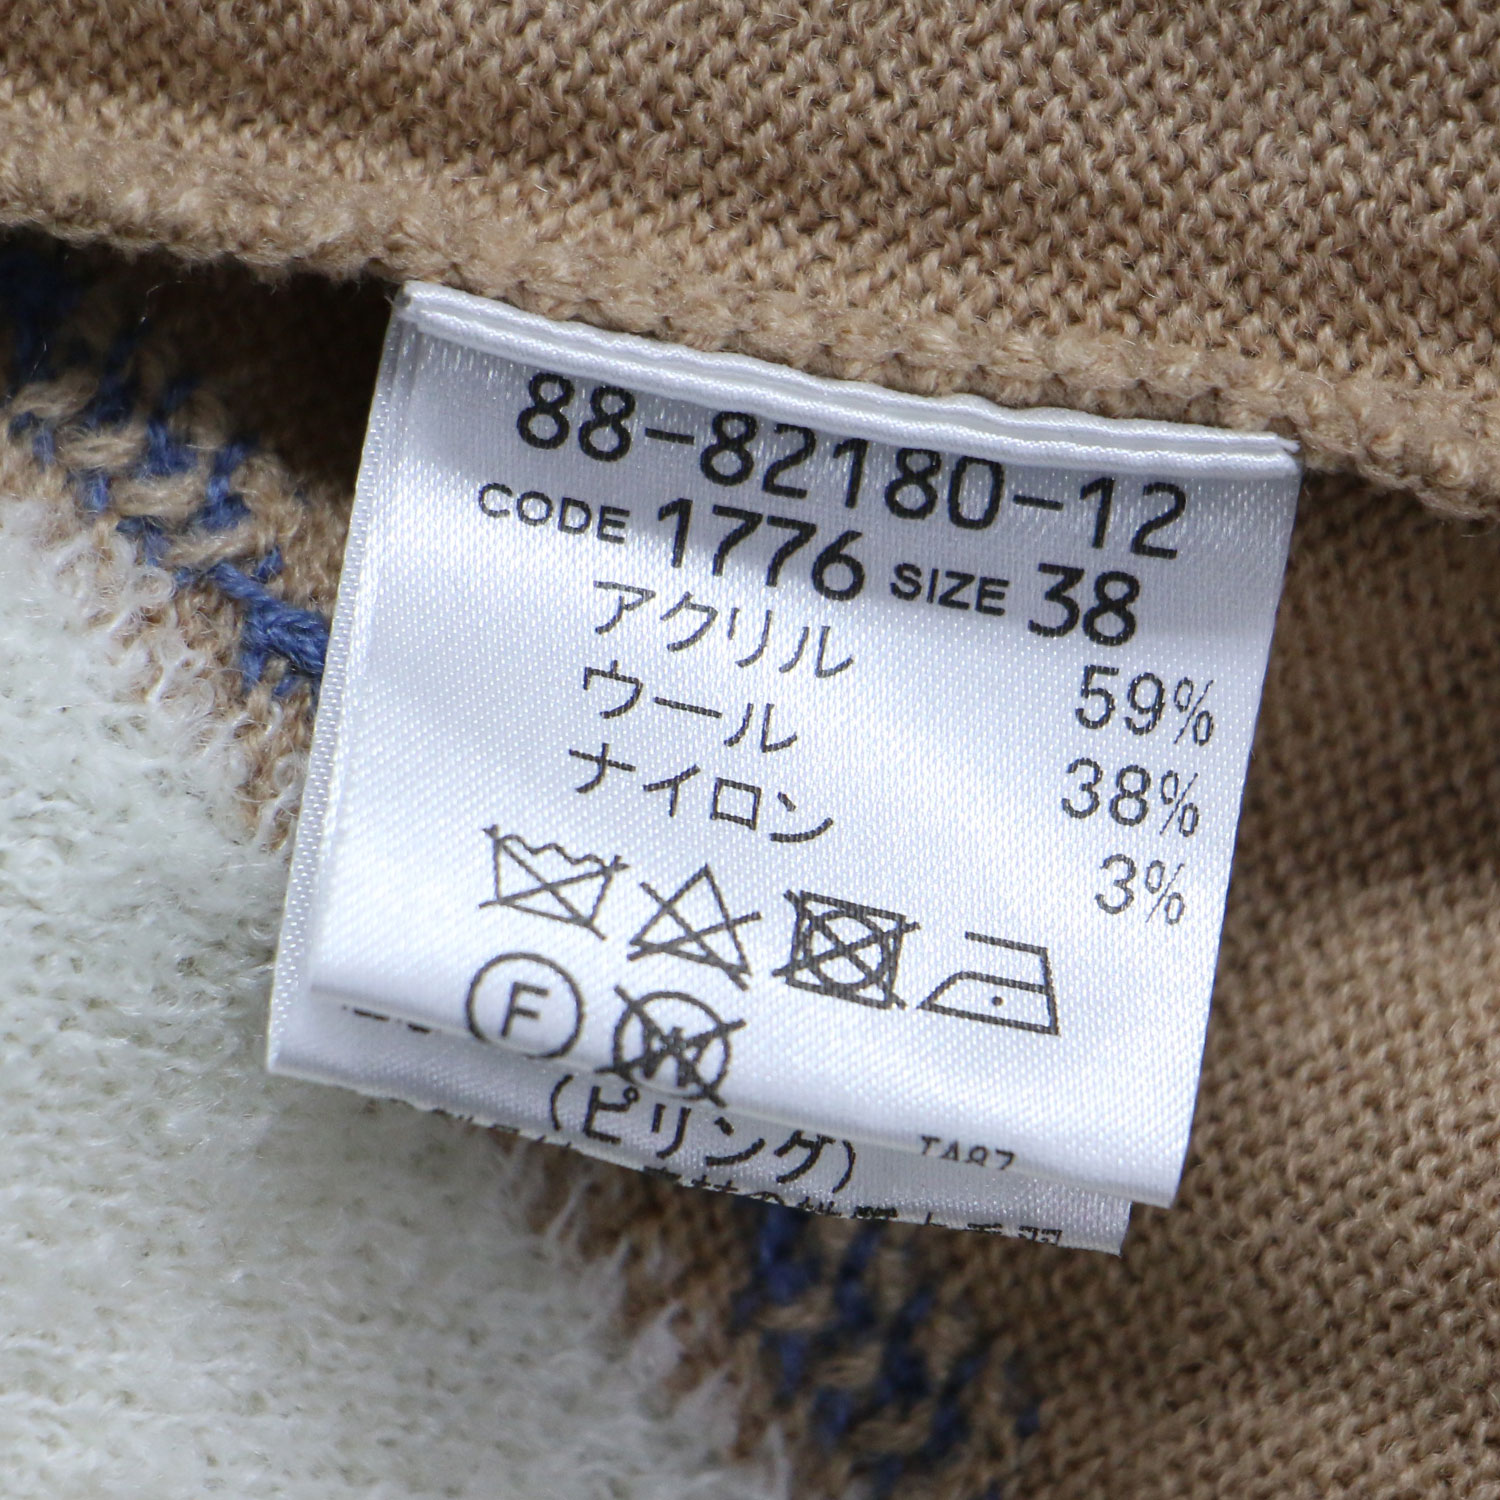 88-82180-12
CODE 1776 SIZE 38
アクリル 59%
ウール 38%
ナイロン 3%
F W
(ピリング)